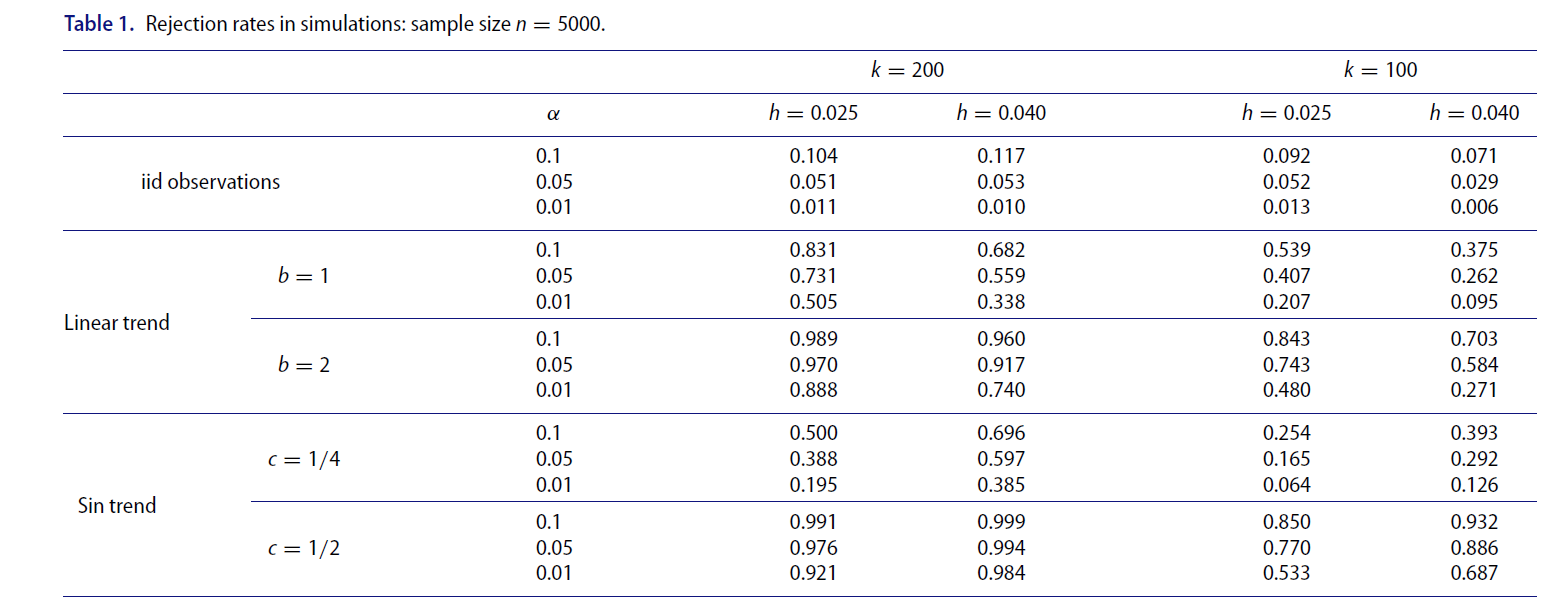 Table 1. Rejection rates in simulations: sample size n = 5000.
k = 200 k = 100
α h = 0.025 h = 0.040 h = 0.025 h = 0.040
0.1 0.104 0.117 0.092 0.071
iid observations 0.05 0.051 0.053 0.052 0.029
0.01 0.011 0.010 0.013 0.006
0.1 0.831 0.682 0.539 0.375
b = 1 0.05 0.731 0.559 0.407 0.262
0.01 0.505 0.338 0.207 0.095
Linear trend
0.1 0.989 0.960 0.843 0.703
b = 2 0.05 0.970 0.917 0.743 0.584
0.01 0.888 0.740 0.480 0.271
0.1 0.500 0.696 0.254 0.393
c = 1/4 0.05 0.388 0.597 0.165 0.292
0.01 0.195 0.385 0.064 0.126
Sin trend
0.1 0.991 0.999 0.850 0.932
c = 1/2 0.05 0.976 0.994 0.770 0.886
0.01 0.921 0.984 0.533 0.687